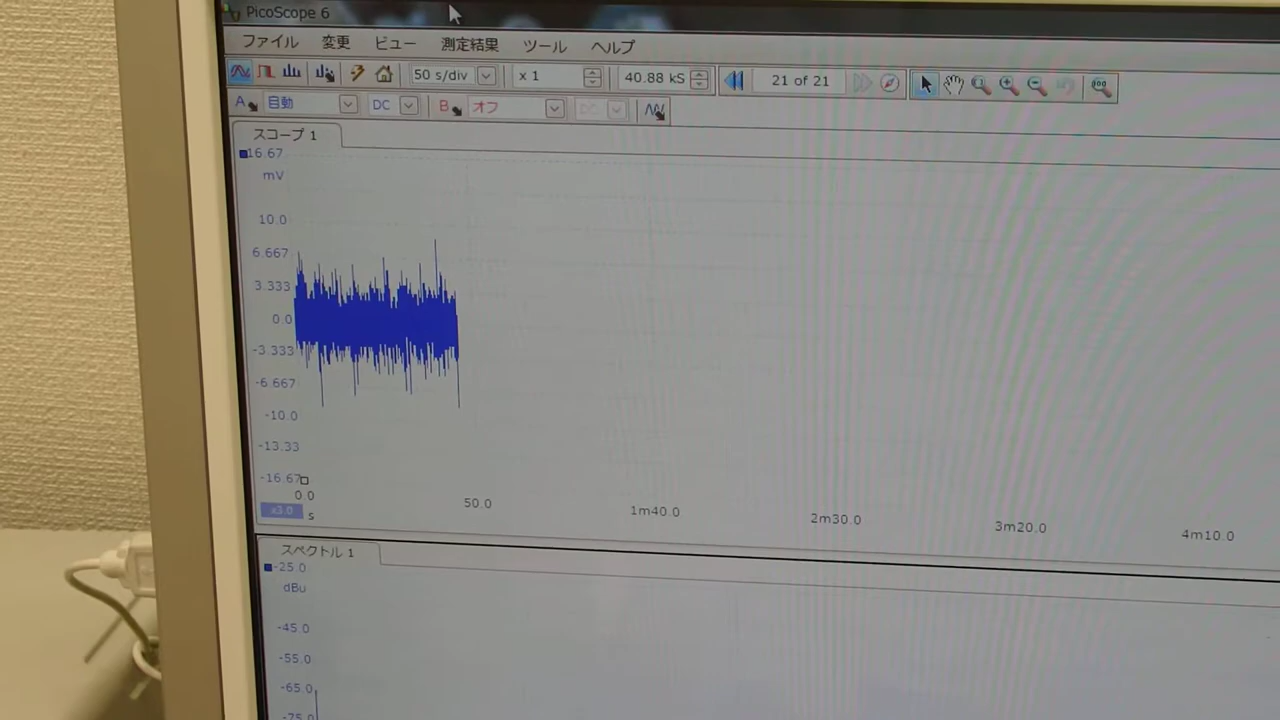 PicoScope 6
ファイル 変更 ビュー 測定結果 ツール ヘルプ
50 s/div x 1 40.88 kS 21 of 21
A 自動 DC B オフ DC
スコープ 1
16.67
mV
10.0
6.667
3.333
0.0
-3.333
-6.667
-10.0
-13.33
-16.67
0.0 50.0 1m40.0 2m30.0 3m20.0 4m10.0
x3.0 s
スペクトル 1
-25.0
dBu
-45.0
-55.0
-65.0
-75.0